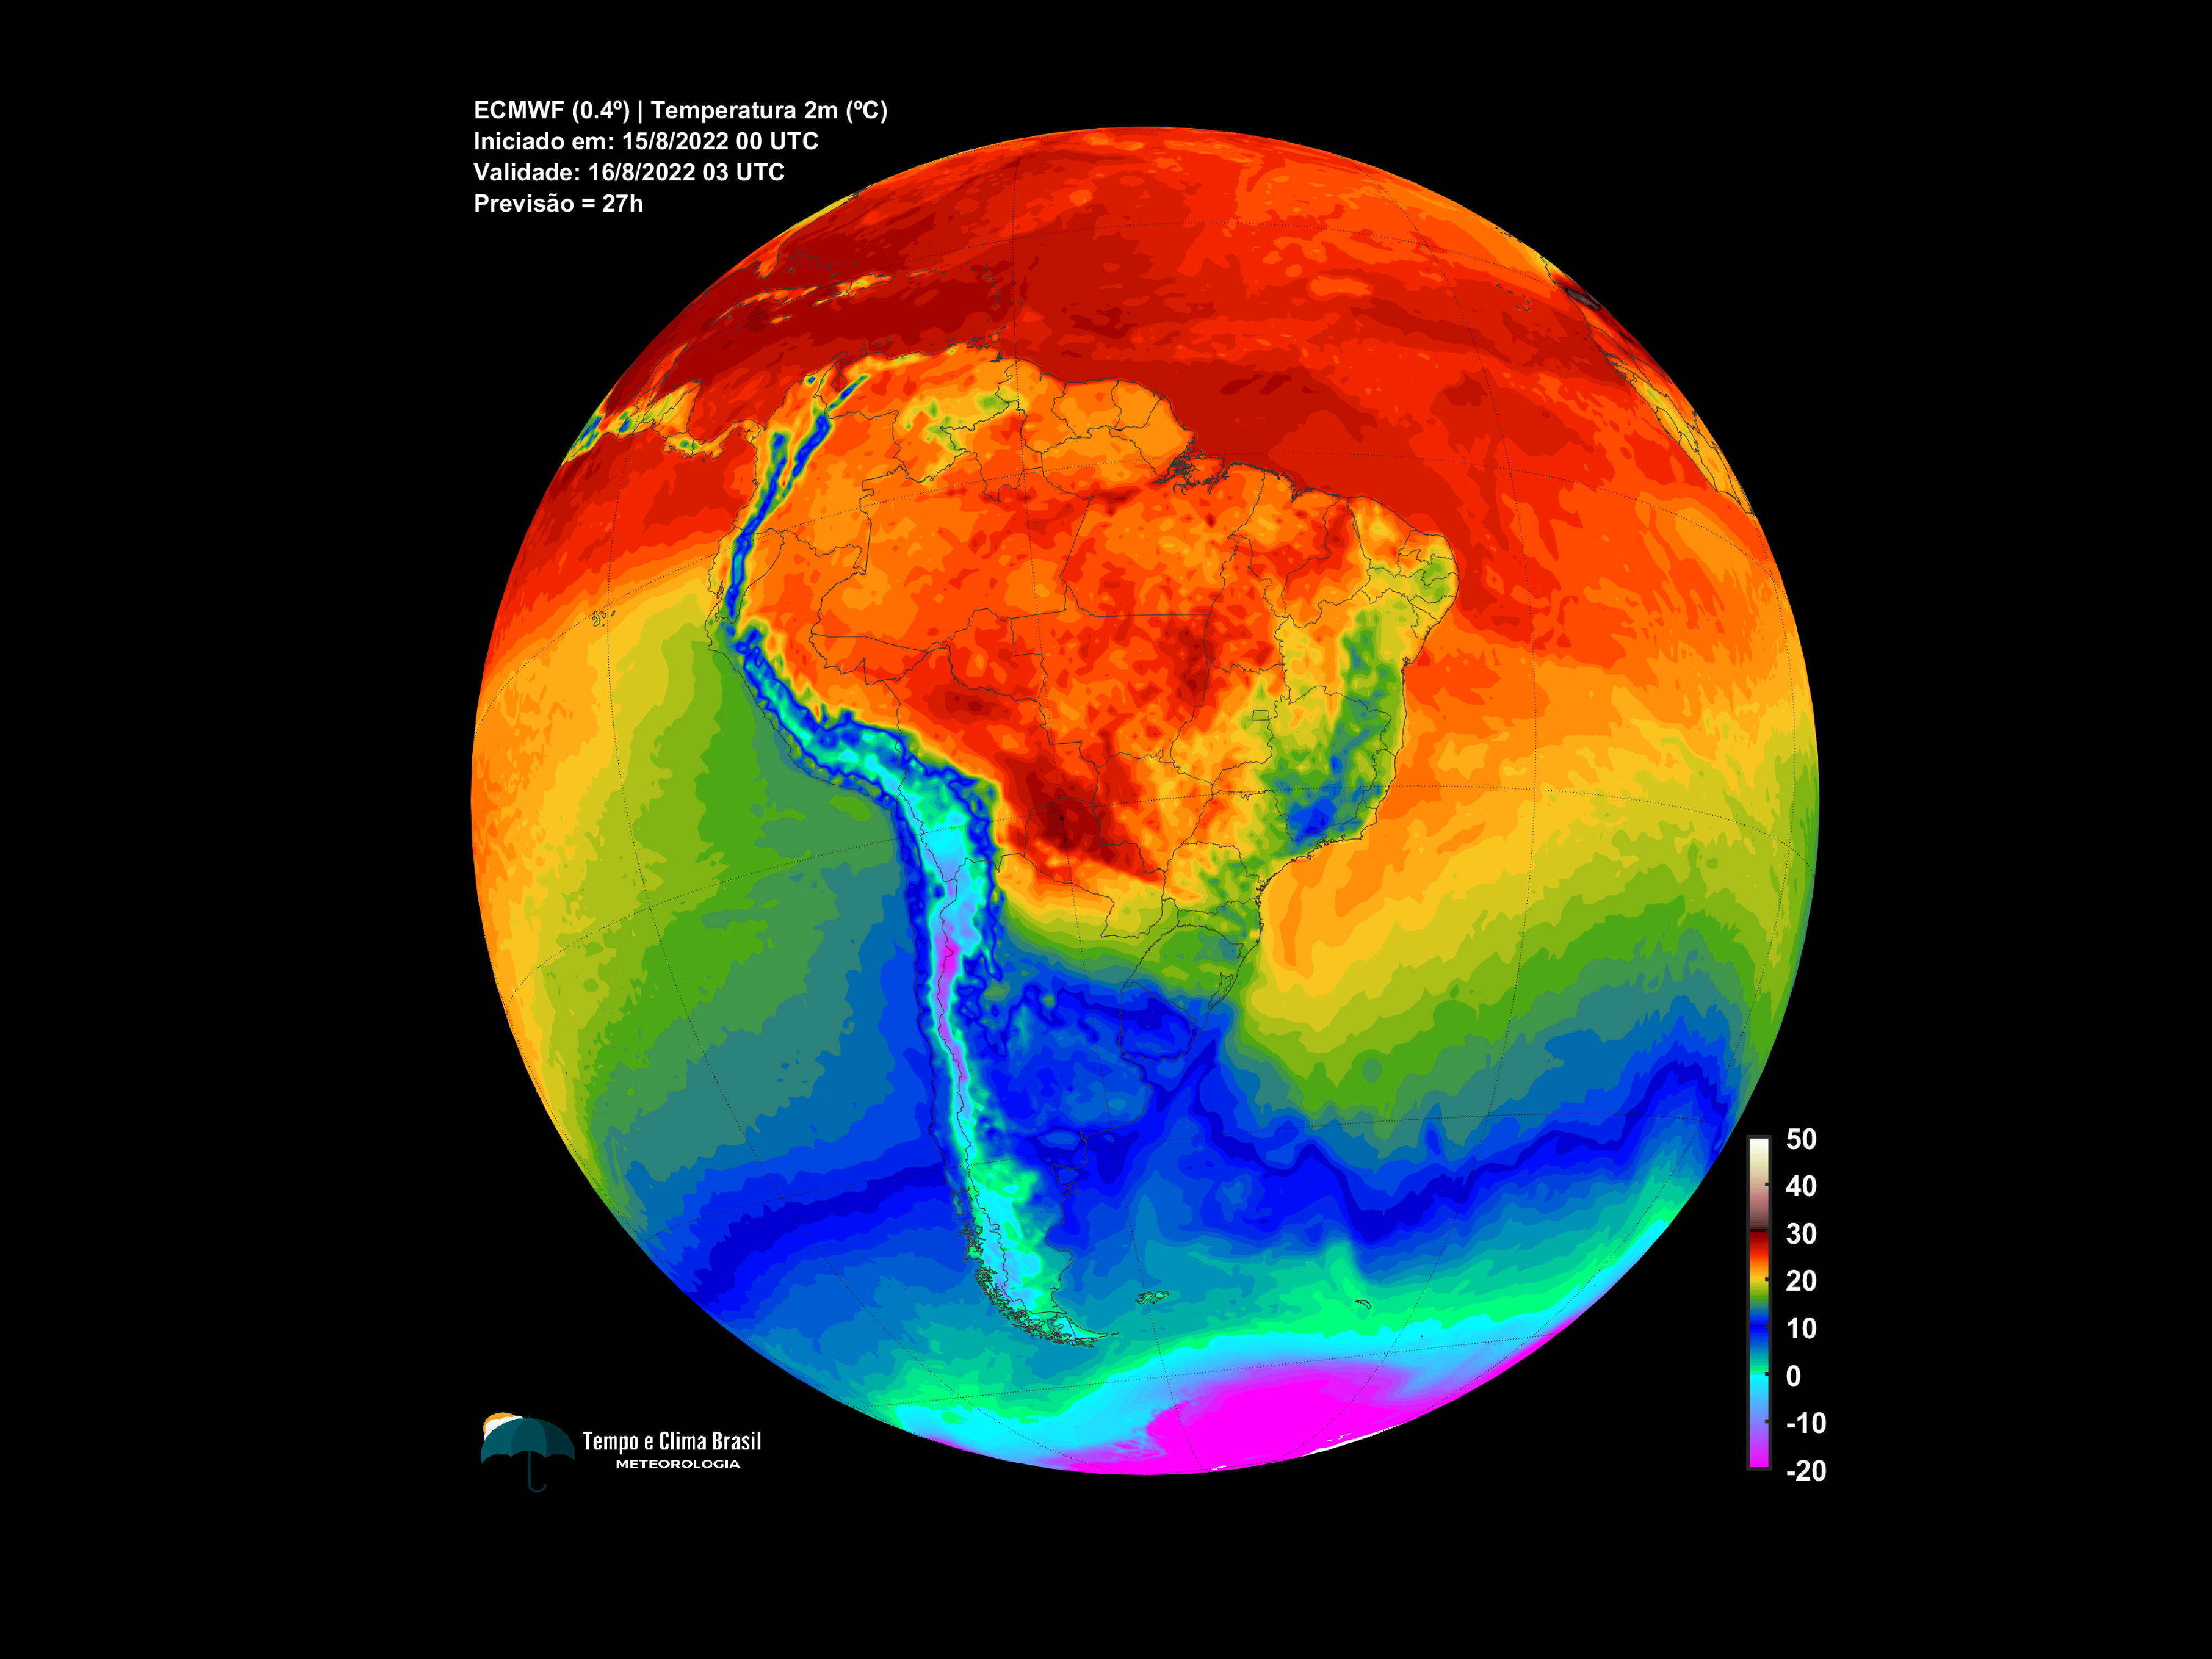 ECMWF (0.4º) | Temperatura 2m (ºC)
Iniciado em: 15/8/2022 00 UTC
Validade: 16/8/2022 03 UTC
Previsão = 27h
50
40
30
20
10
0
-10
-20
Tempo e Clima Brasil
METEOROLOGIA